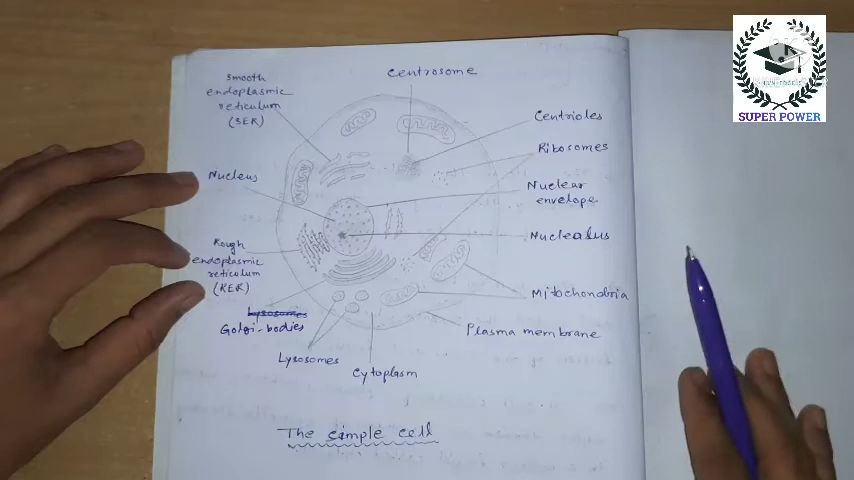 SUPER POWER
Smooth
endoplasmic
reticulum
(SER)
Centrosome
Centrioles
Ribosomes
Nucleus
Nuclear
envelope
Nucleolus
Rough
endoplasmic
reticulum
(RER)
Mitochondria
Lysosomes
Golgi-bodies
Plasma membrane
Lysosomes
Cytoplasm
The simple cell